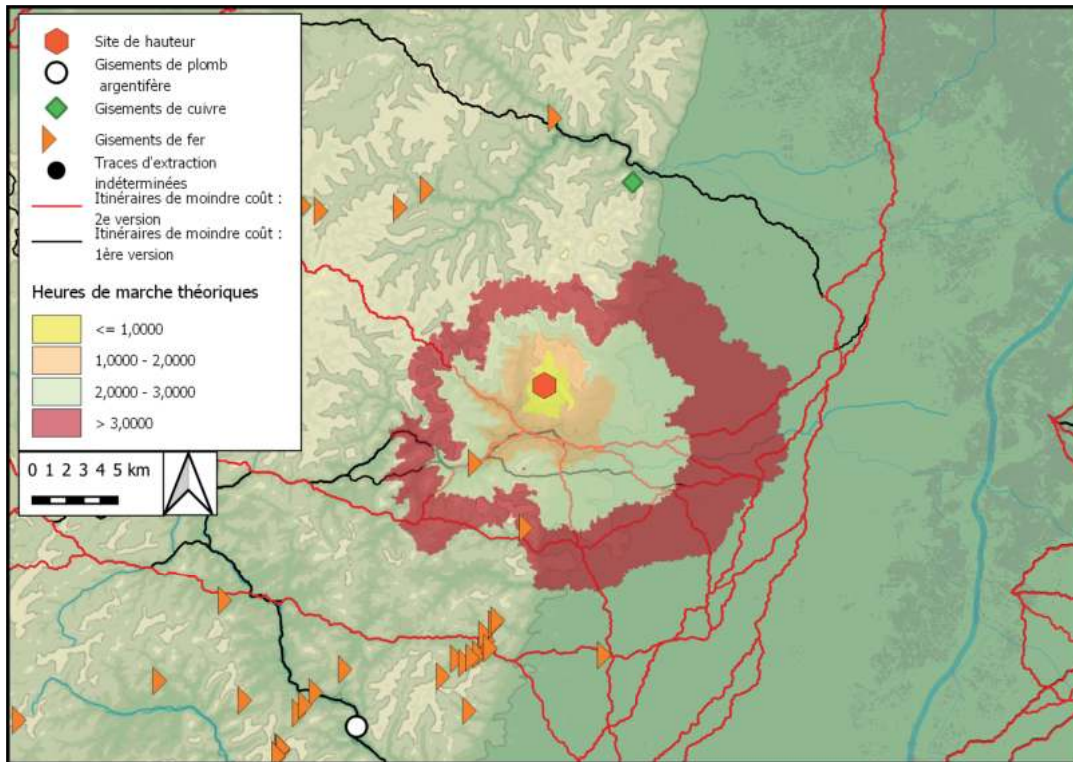 Site de hauteur
Gisements de plomb
argentifère
Gisements de cuivre
Gisements de fer
Traces d'extraction
indéterminées
Itinéraires de moindre coût :
2e version
Itinéraires de moindre coût :
1ère version
Heures de marche théoriques
<= 1,0000
1,0000 - 2,0000
2,0000 - 3,0000
> 3,0000
0 1 2 3 4 5 km